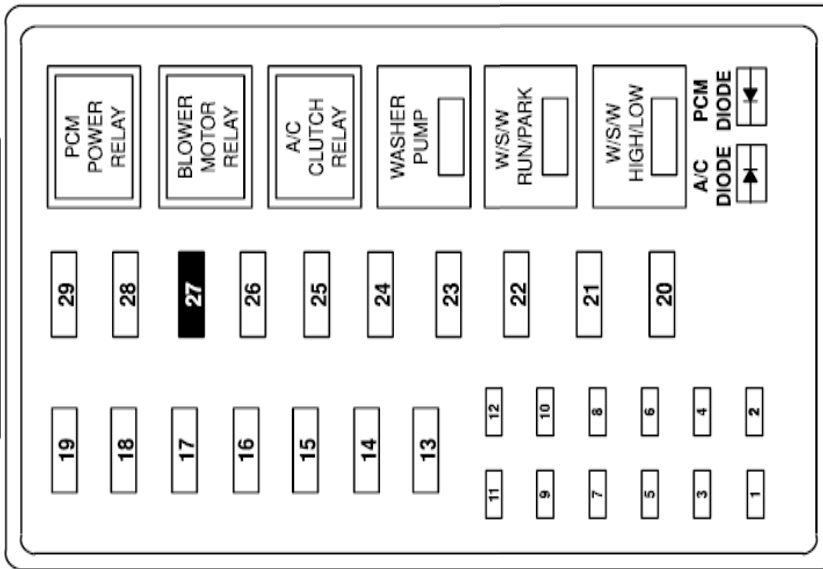 PCM
POWER
RELAY
BLOWER
MOTOR
RELAY
A/C
CLUTCH
RELAY
WASHER
PUMP
W/S/W
RUN/PARK
W/S/W
HIGH/LOW
PCM
DIODE
A/C
DIODE
29
28
27
26
25
24
23
22
21
20
19
18
17
16
15
14
13
12
10
8
6
4
2
11
9
7
5
3
1